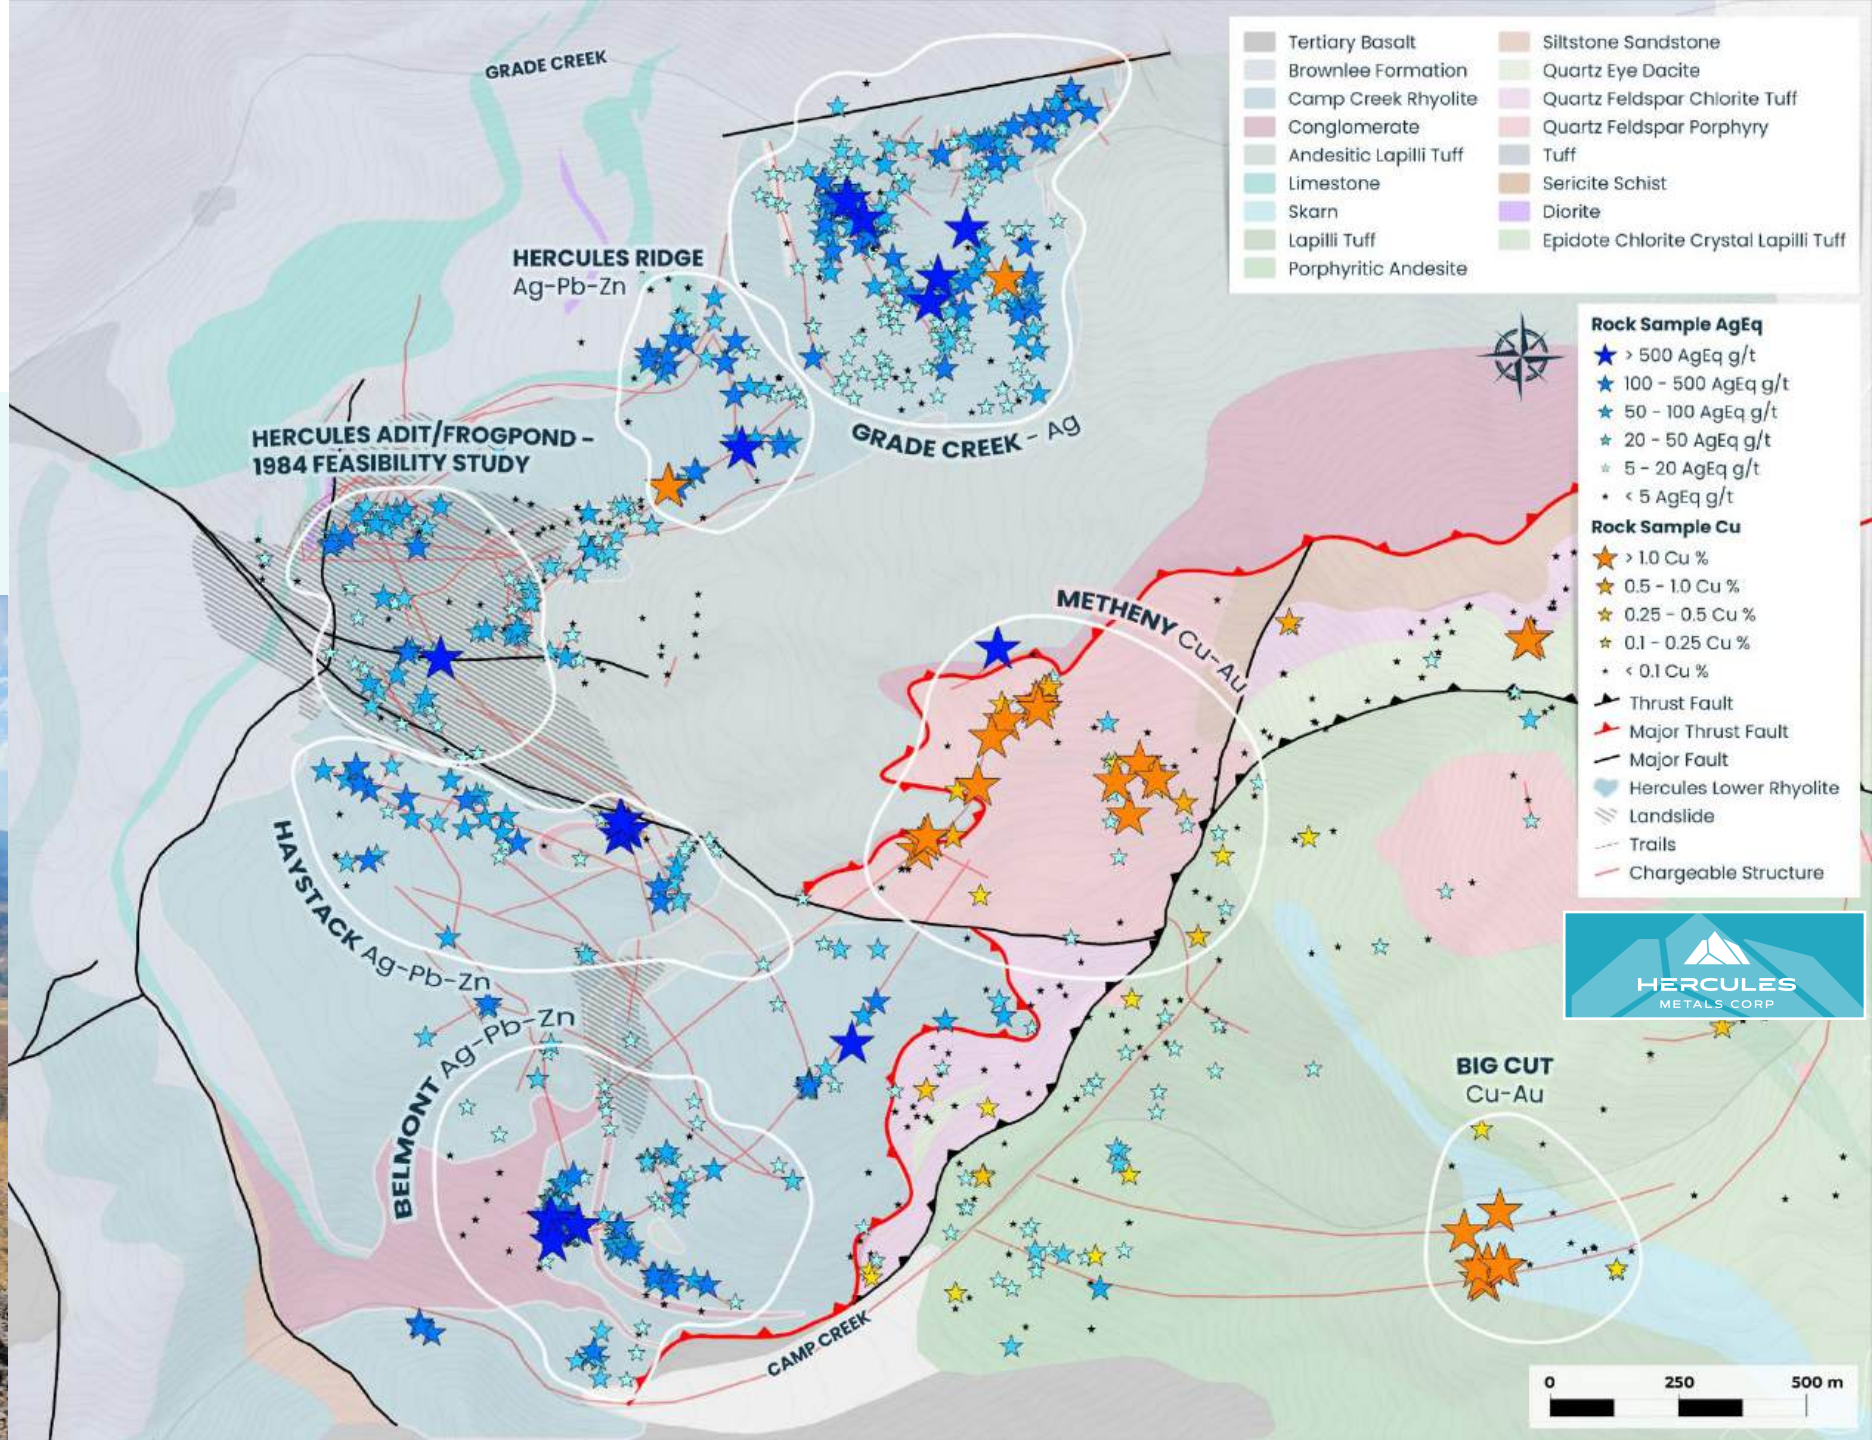 GRADE CREEK
HERCULES RIDGE
Ag-Pb-Zn
GRADE CREEK - Ag
HERCULES ADIT/FROGPOND -
1984 FEASIBILITY STUDY
METHENY Cu-Au
HAYSTACK Ag-Pb-Zn
BELMONT Ag-Pb-Zn
BIG CUT
Cu-Au
CAMP CREEK
Tertiary Basalt
Brownlee Formation
Camp Creek Rhyolite
Conglomerate
Andesitic Lapilli Tuff
Limestone
Skarn
Lapilli Tuff
Porphyritic Andesite
Siltstone Sandstone
Quartz Eye Dacite
Quartz Feldspar Chlorite Tuff
Quartz Feldspar Porphyry
Tuff
Sericite Schist
Diorite
Epidote Chlorite Crystal Lapilli Tuff
Rock Sample AgEq
> 500 AgEq g/t
100 - 500 AgEq g/t
50 - 100 AgEq g/t
20 - 50 AgEq g/t
5 - 20 AgEq g/t
< 5 AgEq g/t
Rock Sample Cu
> 1.0 Cu %
0.5 - 1.0 Cu %
0.25 - 0.5 Cu %
0.1 - 0.25 Cu %
< 0.1 Cu %
Thrust Fault
Major Thrust Fault
Major Fault
Hercules Lower Rhyolite
Landslide
Trails
Chargeable Structure
HERCULES
METALS CORP
0 250 500 m